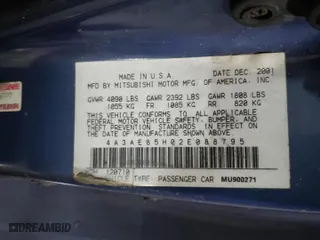 MADE IN U.S.A. DATE DEC. 2001
MFD BY MITSUBISHI MOTOR MFG. OF AMERICA, INC.
GVWR 4090 LBS GAWR 2392 LBS GAWR 1808 LBS
1855 KG FR: 1085 KG RR: 820 KG
THIS VEHICLE CONFORMS TO ALL APPLICABLE
FEDERAL MOTOR VEHICLE SAFETY, BUMPER, AND
THEFT PREVENTION STANDARDS IN EFFECT ON THE
DATE OF MANUFACTURE SHOWN ABOVE.
4A3AE85H02E088795
VEHICLE TYPE: PASSENGER CAR MU900271
DREAMBID